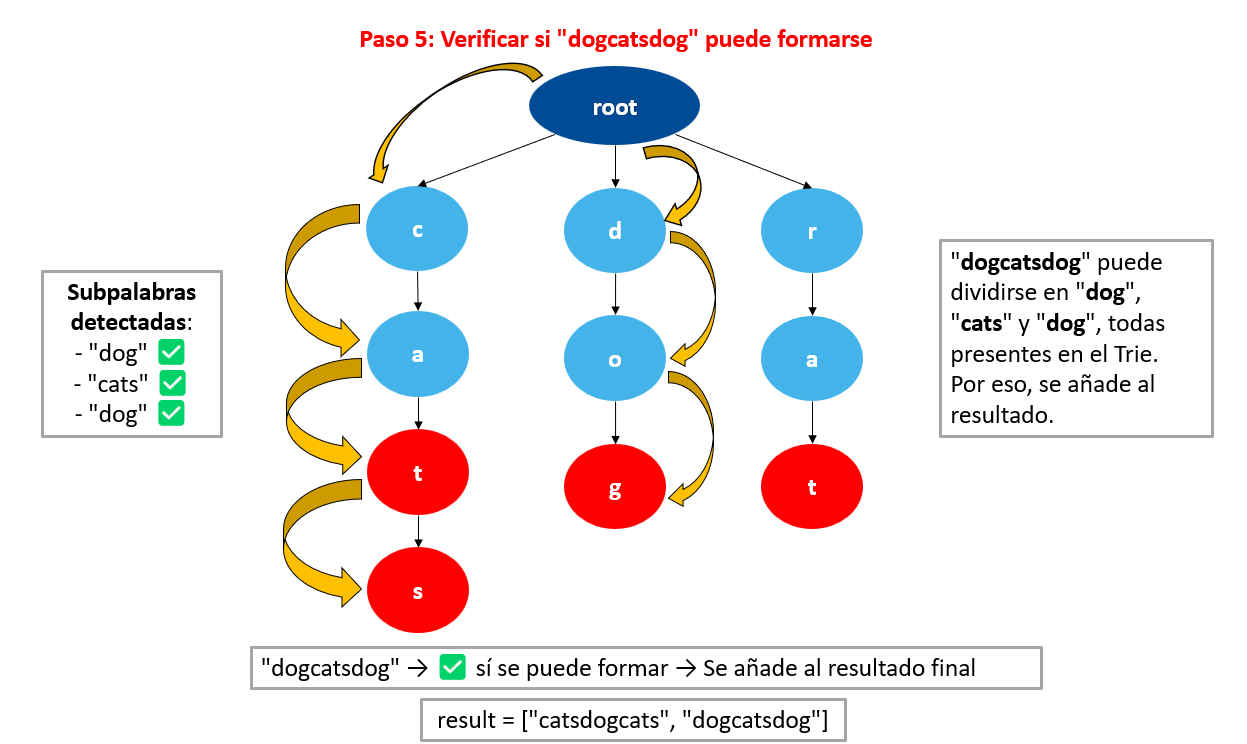 Paso 5: Verificar si "dogcatsdog" puede formarse
root
c
d
r
a
o
a
t
g
t
s
Subpalabras
detectadas:
- "dog" ✅
- "cats" ✅
- "dog" ✅
"dogcatsdog" puede
dividirse en "dog",
"cats" y "dog", todas
presentes en el Trie.
Por eso, se añade al
resultado.
"dogcatsdog" → ✅ sí se puede formar → Se añade al resultado final
result = ["catsdogcats", "dogcatsdog"]